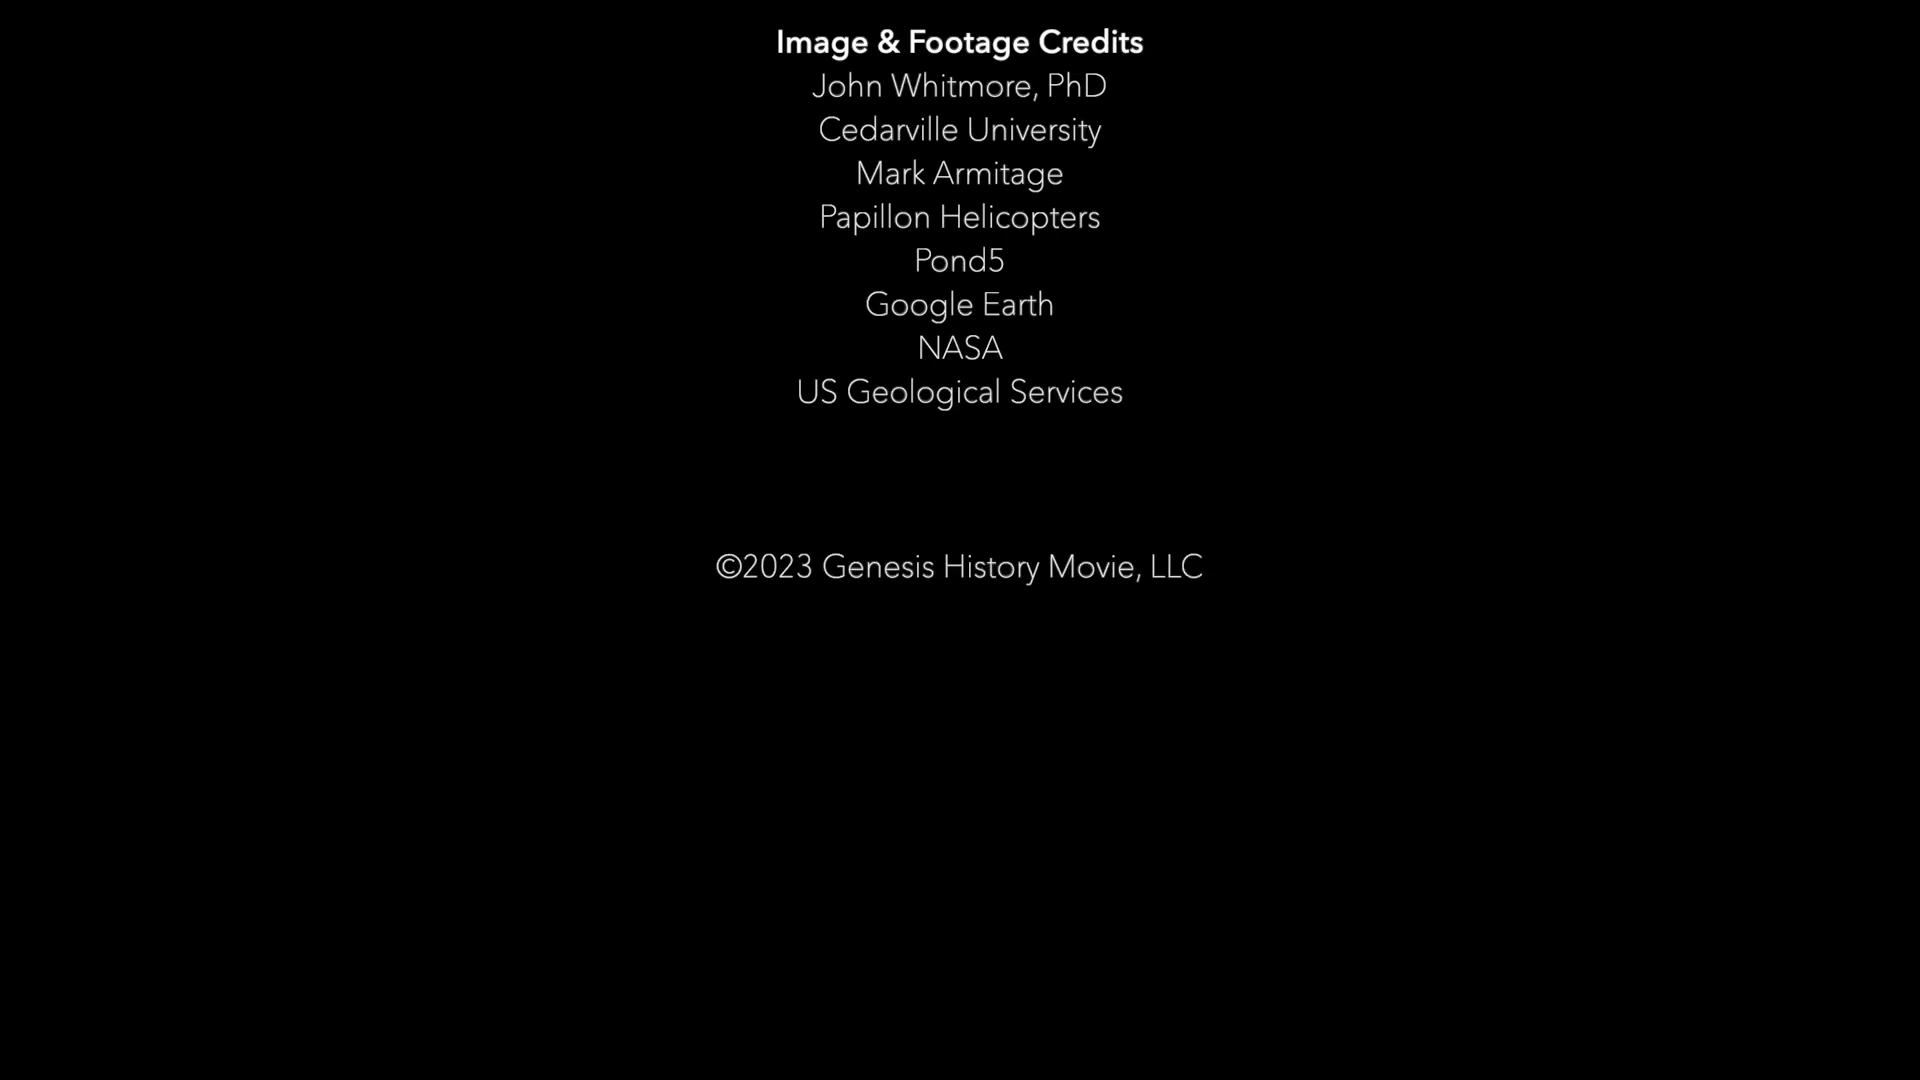 Image & Footage Credits
John Whitmore, PhD
Cedarville University
Mark Armitage
Papillon Helicopters
Pond5
Google Earth
NASA
US Geological Services
©2023 Genesis History Movie, LLC